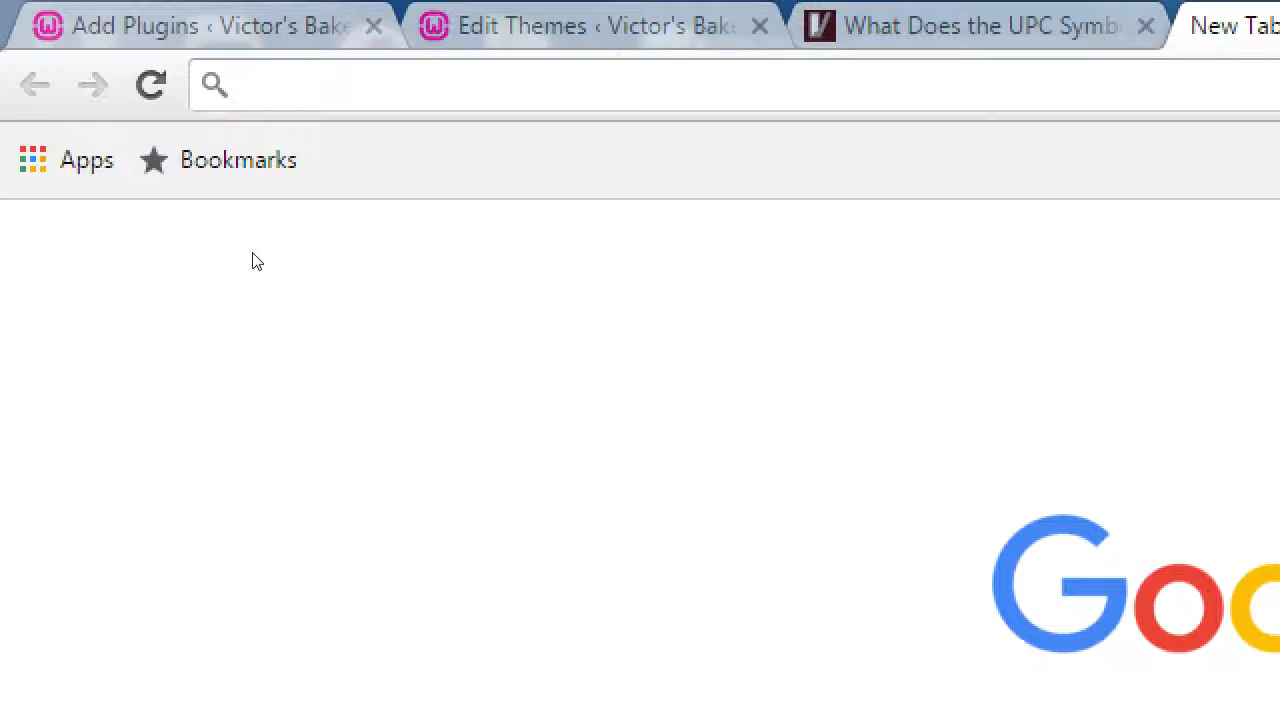 Add Plugins ‹ Victor's Bake
Edit Themes ‹ Victor's Bak
What Does the UPC Symb
New Tab
Apps
Bookmarks
Goo